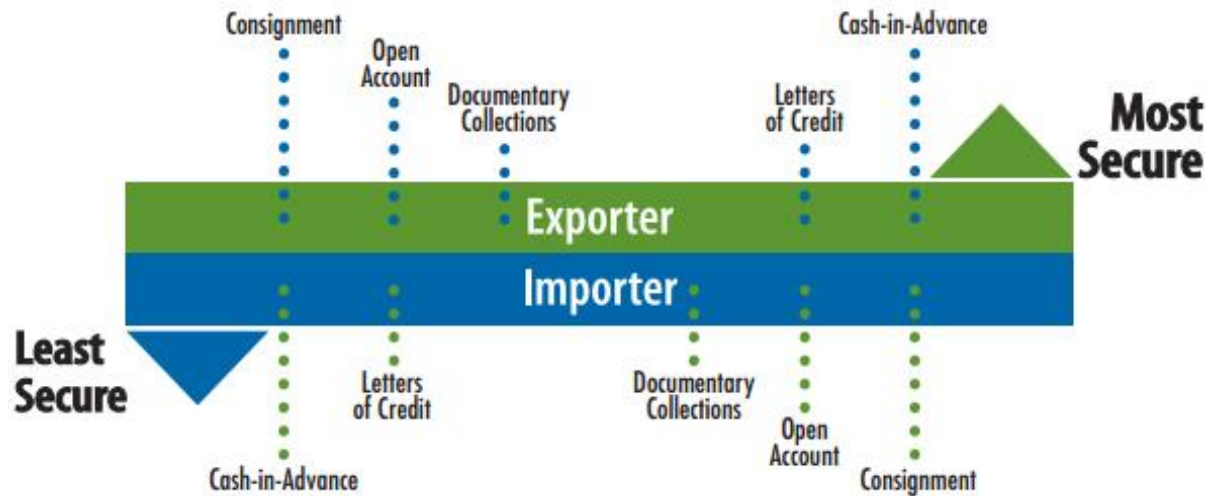 Consignment
Open
Account
Documentary
Collections
Letters
of Credit
Cash-in-Advance
Most
Secure
Exporter
Importer
Least
Secure
Cash-in-Advance
Letters
of Credit
Documentary
Collections
Open
Account
Consignment